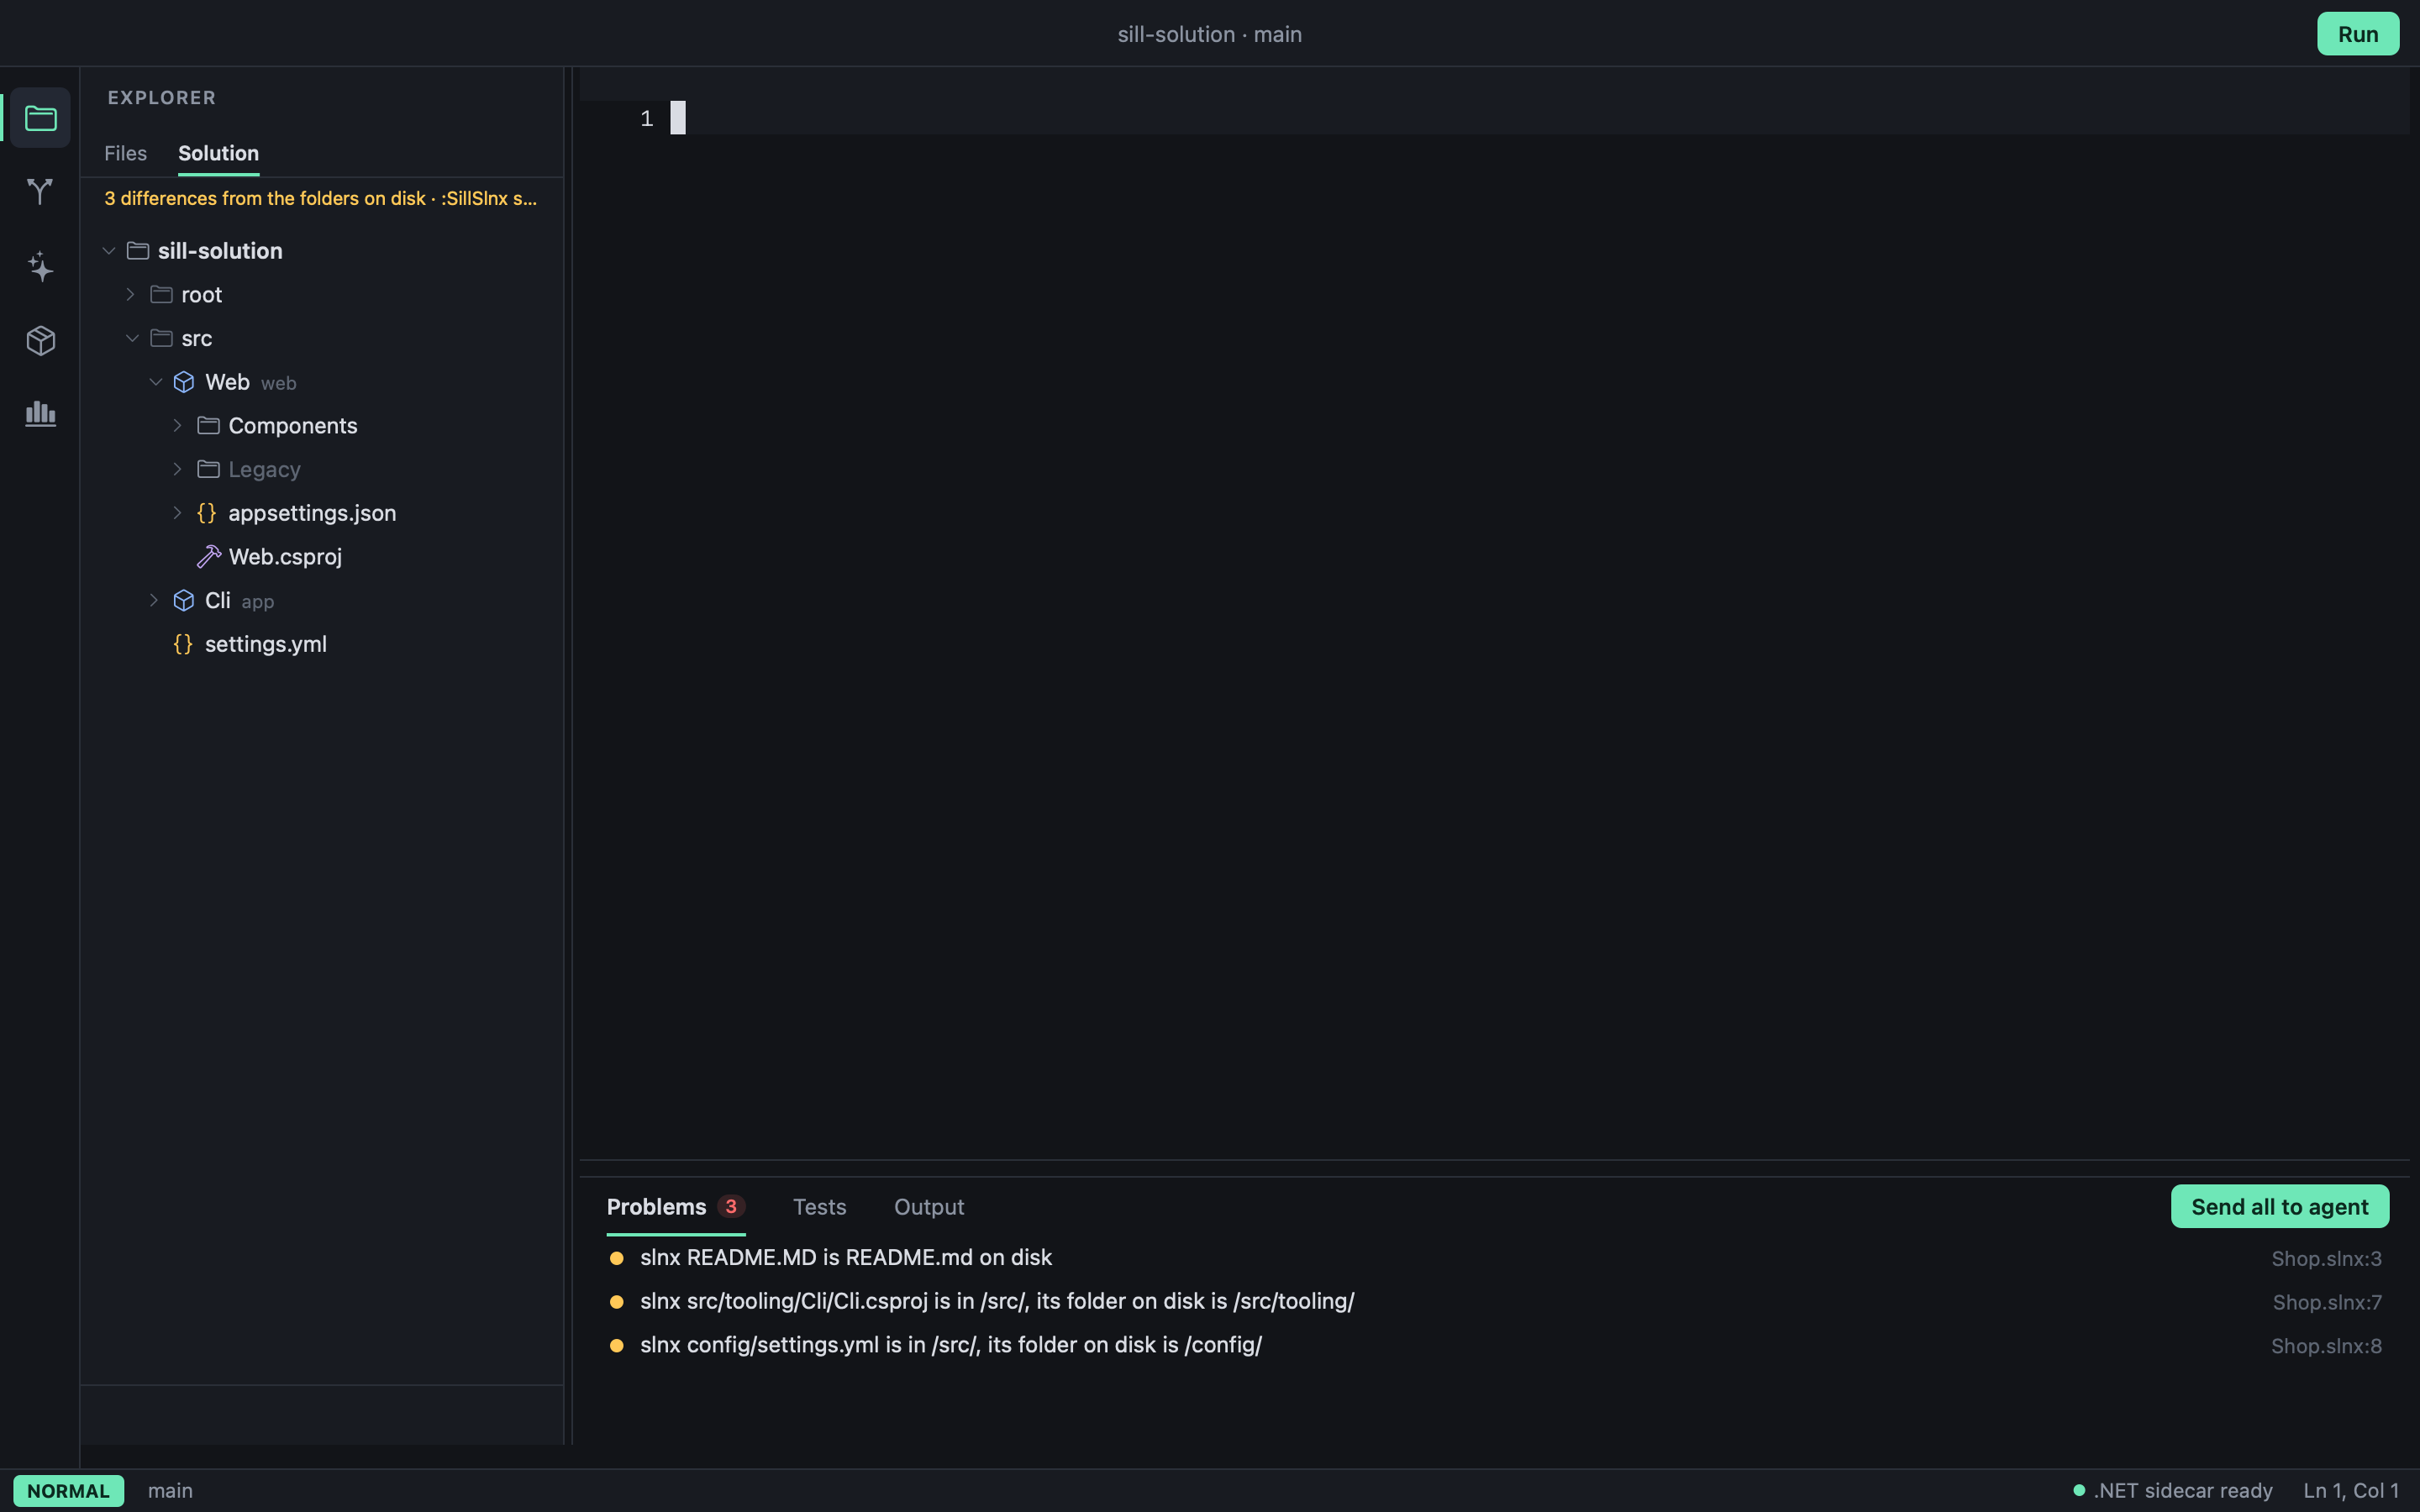 sill-solution · main
Run
EXPLORER
Files Solution
3 differences from the folders on disk · :SillSlnx s...
sill-solution
root
src
Web web
Components
Legacy
{} appsettings.json
Web.csproj
Cli app
{} settings.yml
1
Problems 3 Tests Output
Send all to agent
slnx README.MD is README.md on disk Shop.slnx:3
slnx src/tooling/Cli/Cli.csproj is in /src/, its folder on disk is /src/tooling/ Shop.slnx:7
slnx config/settings.yml is in /src/, its folder on disk is /config/ Shop.slnx:8
NORMAL main .NET sidecar ready Ln 1, Col 1